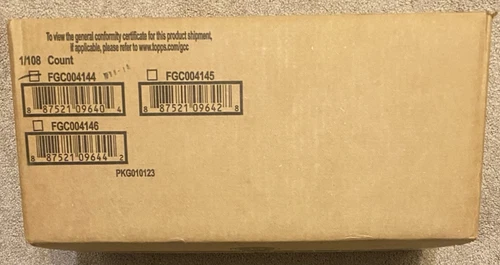 To view the general conformity certificate for this product shipment,
if applicable, please refer to www.topps.com/gcc
1/108 Count
FGC004144
FGC004145
8 87521 09640 4
8 87521 09642 8
FGC004146
8 87521 09644 2
PKG010123